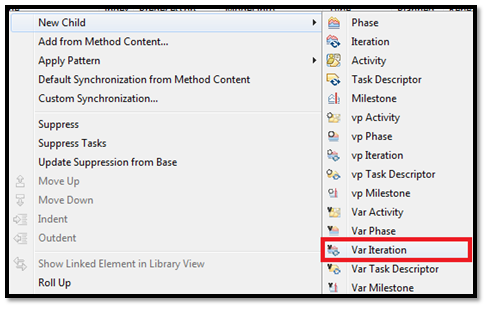 New Child
Add from Method Content...
Apply Pattern
Default Synchronization from Method Content
Custom Synchronization...
Suppress
Suppress Tasks
Update Suppression from Base
Move Up
Move Down
Indent
Outdent
Show Linked Element in Library View
Roll Up
Phase
Iteration
Activity
Task Descriptor
Milestone
vp Activity
vp Phase
vp Iteration
vp Task Descriptor
vp Milestone
Var Activity
Var Phase
Var Iteration
Var Task Descriptor
Var Milestone